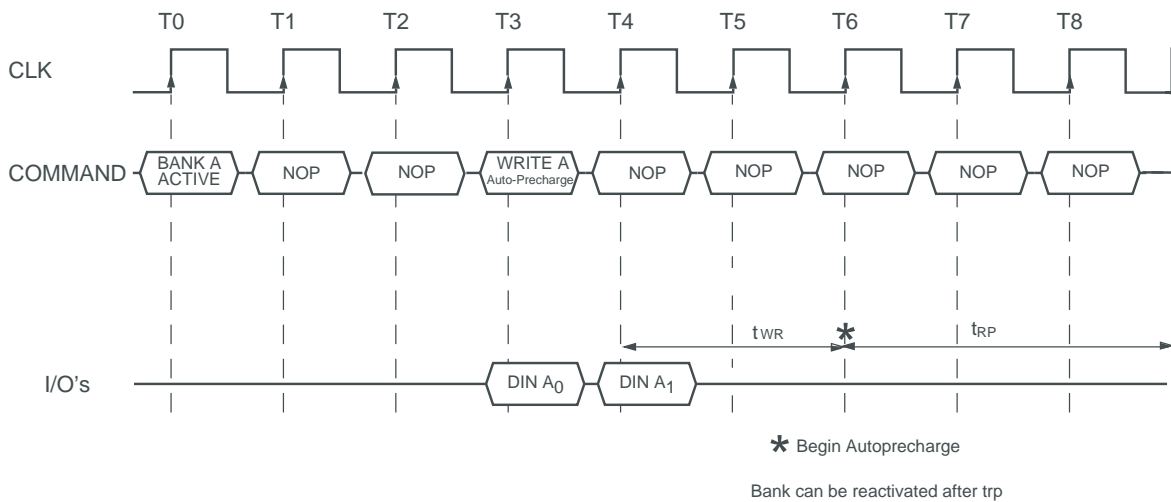 T0 T1 T2 T3 T4 T5 T6 T7 T8
CLK
COMMAND
BANK A
ACTIVE
NOP
NOP
WRITE A
Auto-Precharge
NOP
NOP
NOP
NOP
NOP
tWR
*
tRP
I/O's
DIN A0
DIN A1
* Begin Autoprecharge
Bank can be reactivated after trp